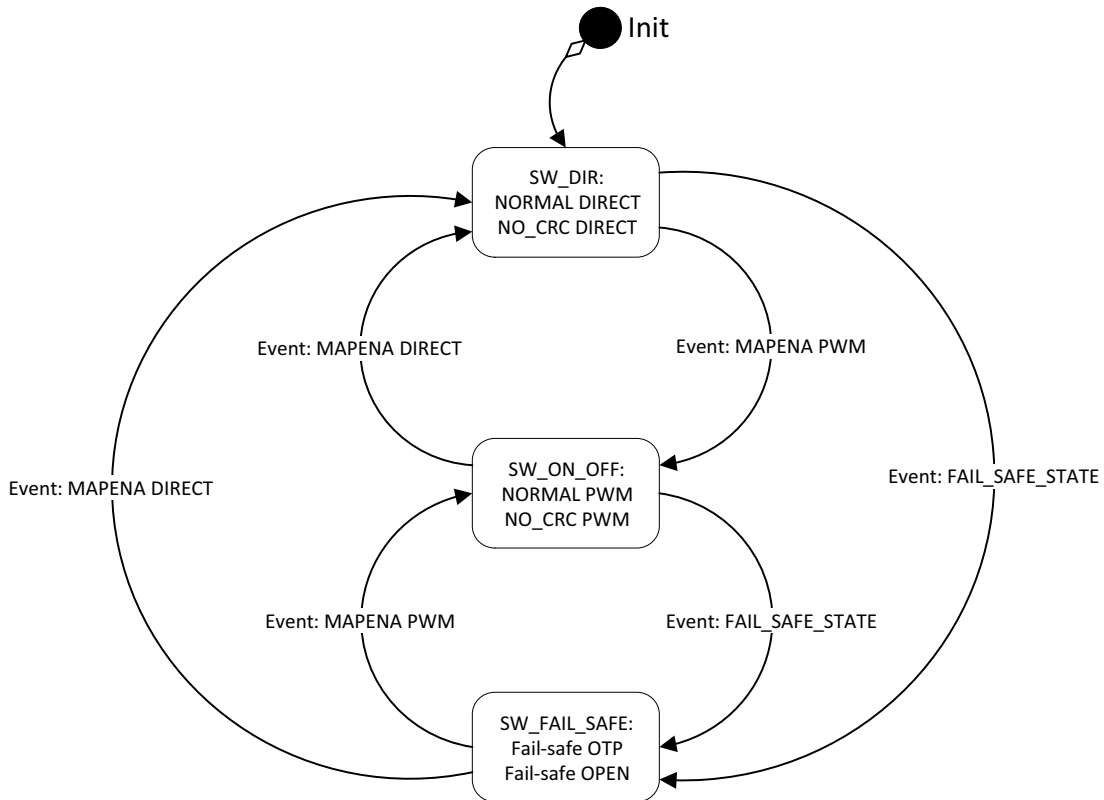 Init
SW_DIR:
NORMAL DIRECT
NO_CRC DIRECT
Event: MAPENA DIRECT
Event: MAPENA PWM
Event: MAPENA DIRECT
Event: FAIL_SAFE_STATE
SW_ON_OFF:
NORMAL PWM
NO_CRC PWM
Event: MAPENA PWM
Event: FAIL_SAFE_STATE
SW_FAIL_SAFE:
Fail-safe OTP
Fail-safe OPEN